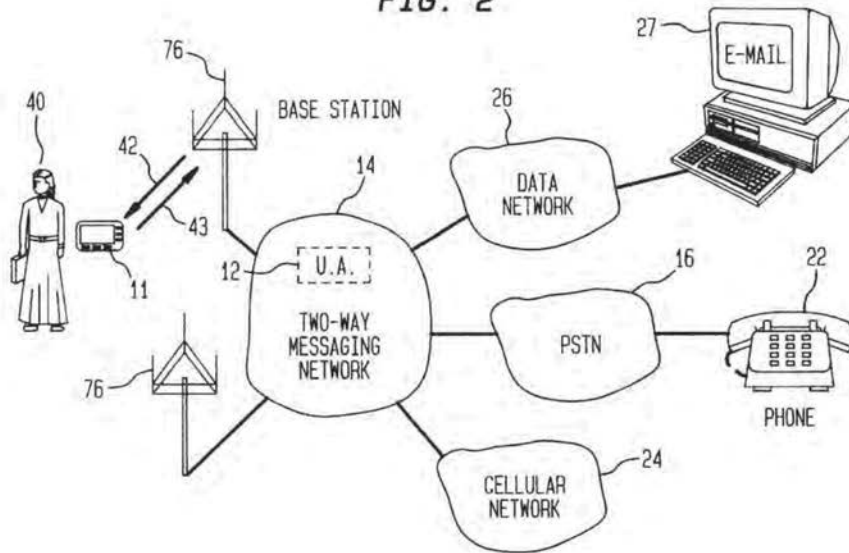 FIG. 2
27
E-MAIL
76
40
BASE STATION
26
42
14
DATA
NETWORK
43
12
U.A.
16
22
11
TWO-WAY
MESSAGING
NETWORK
PSTN
76
PHONE
24
CELLULAR
NETWORK